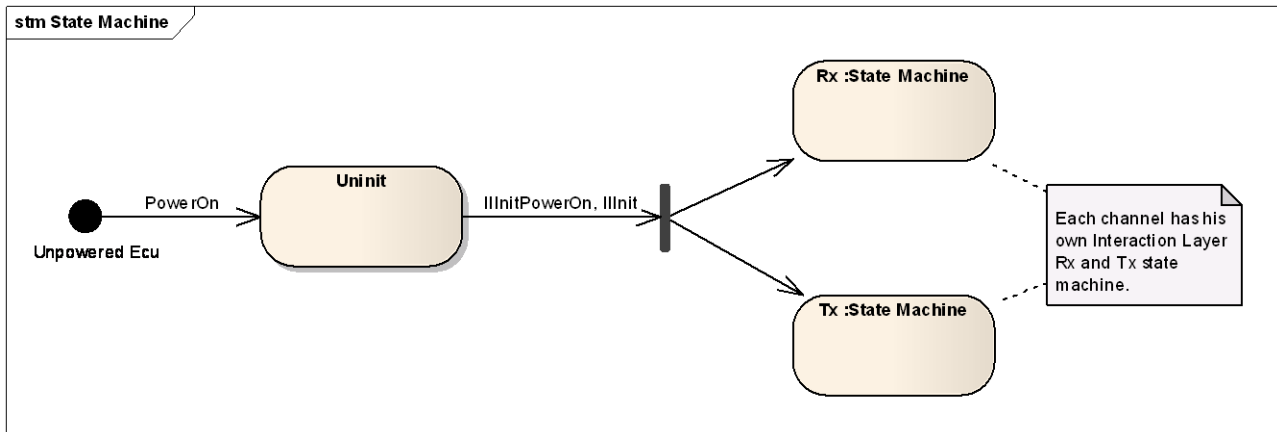 stm State Machine
Rx :State Machine
Uninit
PowerOn
IlInitPowerOn, IlInit
Unpowered Ecu
Each channel has his
own Interaction Layer
Rx and Tx state
machine.
Tx :State Machine